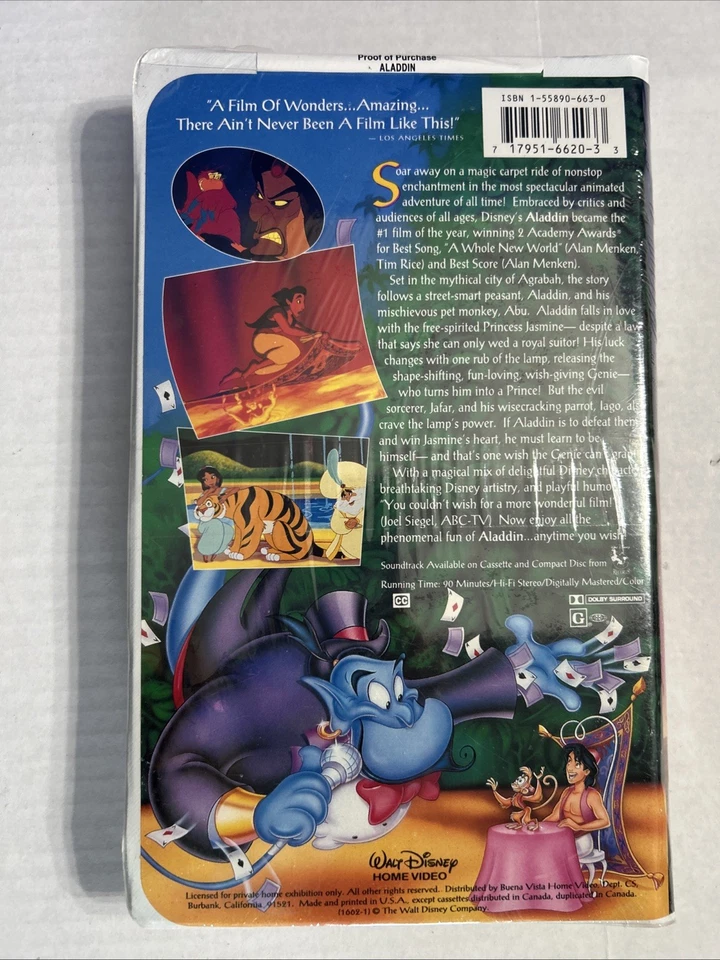 Proof of Purchase
ALADDIN
"A Film Of Wonders...Amazing...
There Ain't Never Been A Film Like This!"
— LOS ANGELES TIMES
ISBN 1-55890-663-0
7 17951-6620-3 3
Soar away on a magic carpet ride of nonstop
enchantment in the most spectacular animated
adventure of all time! Embraced by critics and
audiences of all ages, Disney's Aladdin became the
#1 film of the year, winning 2 Academy Awards®
for Best Song, "A Whole New World" (Alan Menken,
Tim Rice) and Best Score (Alan Menken).
Set in the mythical city of Agrabah, the story
follows a street-smart peasant, Aladdin, and his
mischievous pet monkey, Abu. Aladdin falls in love
with the free-spirited Princess Jasmine— despite a law
that says she can only wed a royal suitor! His luck
changes with one rub of the lamp, releasing the
shape-shifting, fun-loving, wish-giving Genie—
who turns him into a Prince! But the evil
sorcerer, Jafar, and his wisecracking parrot, Iago, al
crave the lamp's power. If Aladdin is to defeat them
and win Jasmine's heart, he must learn to be
himself— and that's one wish the Genie can't grant
With a magical mix of delightful Disney characte
breathtaking Disney artistry, and playful humo
"You couldn't wish for a more wonderful film!"
(Joel Siegel, ABC-TV) Now enjoy all the
phenomenal fun of Aladdin...anytime you wish!
Soundtrack Available on Cassette and Compact Disc from
Running Time: 90 Minutes/Hi-Fi Stereo/Digitally Mastered/Color
CC
DOLBY SURROUND
G
WALT DISNEY
HOME VIDEO
Licensed for private home exhibition only. All other rights reserved. Distributed by Buena Vista Home Video, Dept. CS,
Burbank, California 91521. Made and printed in U.S.A., except cassettes distributed in Canada, duplicated in Canada.
(1662-1) © The Walt Disney Company